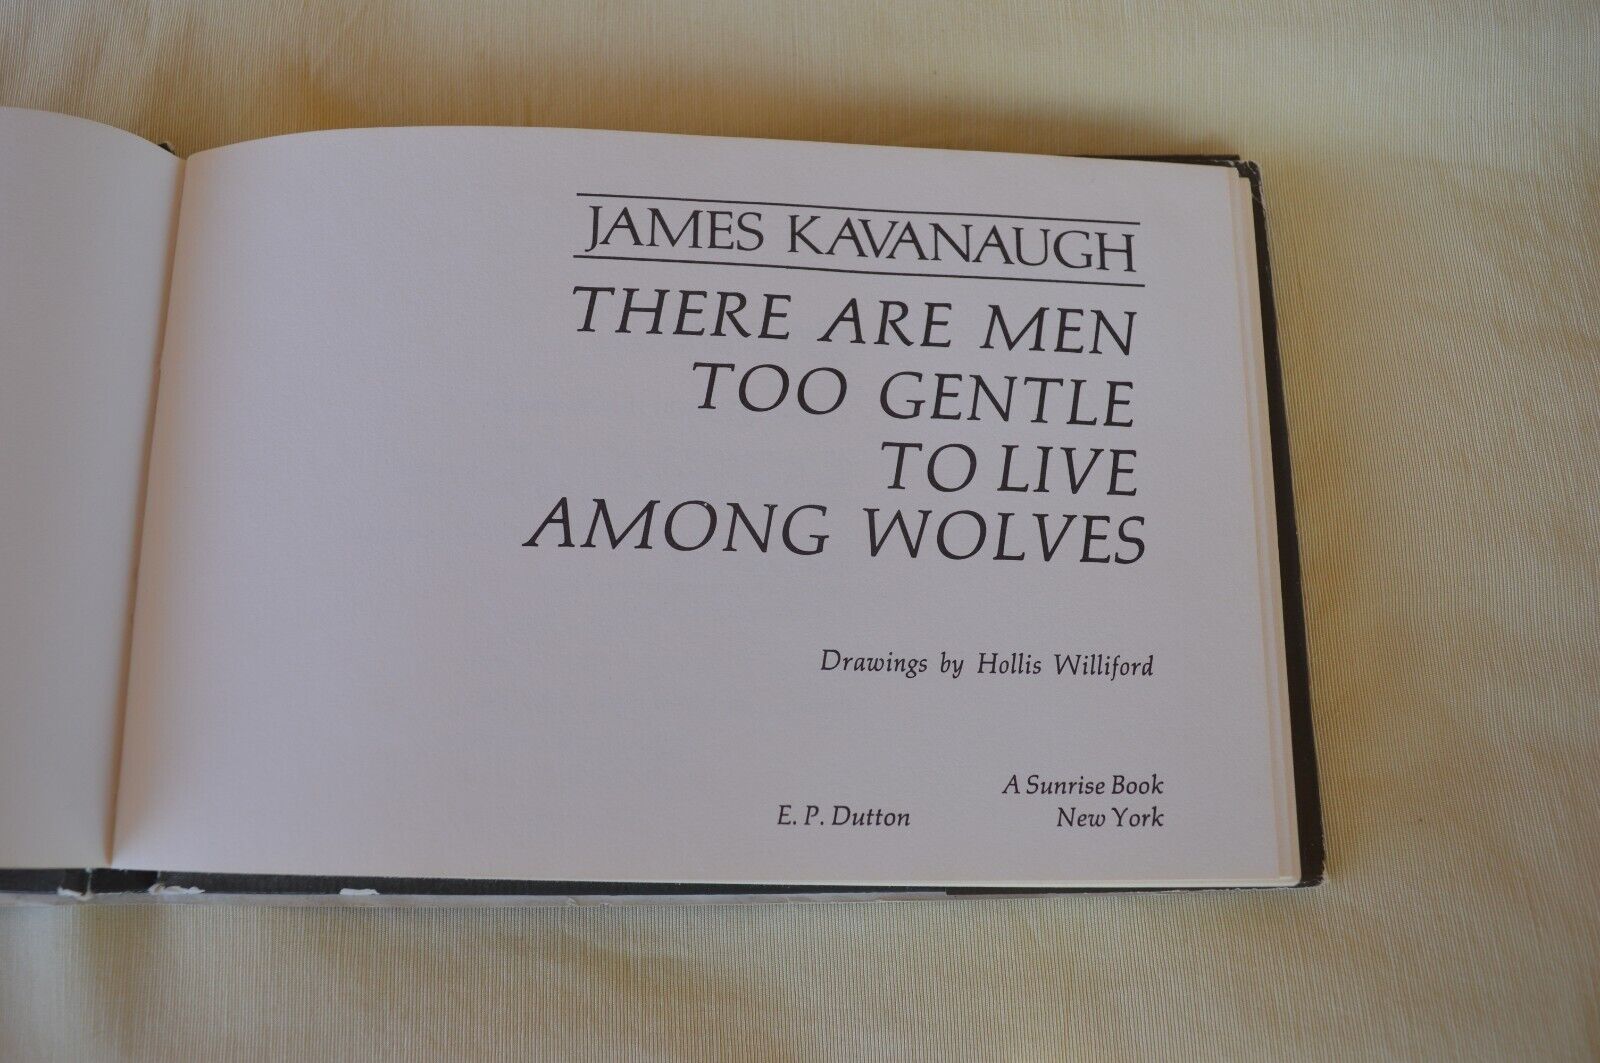 JAMES KAVANAUGH
THERE ARE MEN
TOO GENTLE
TO LIVE
AMONG WOLVES
Drawings by Hollis Williford
A Sunrise Book
E. P. Dutton New York